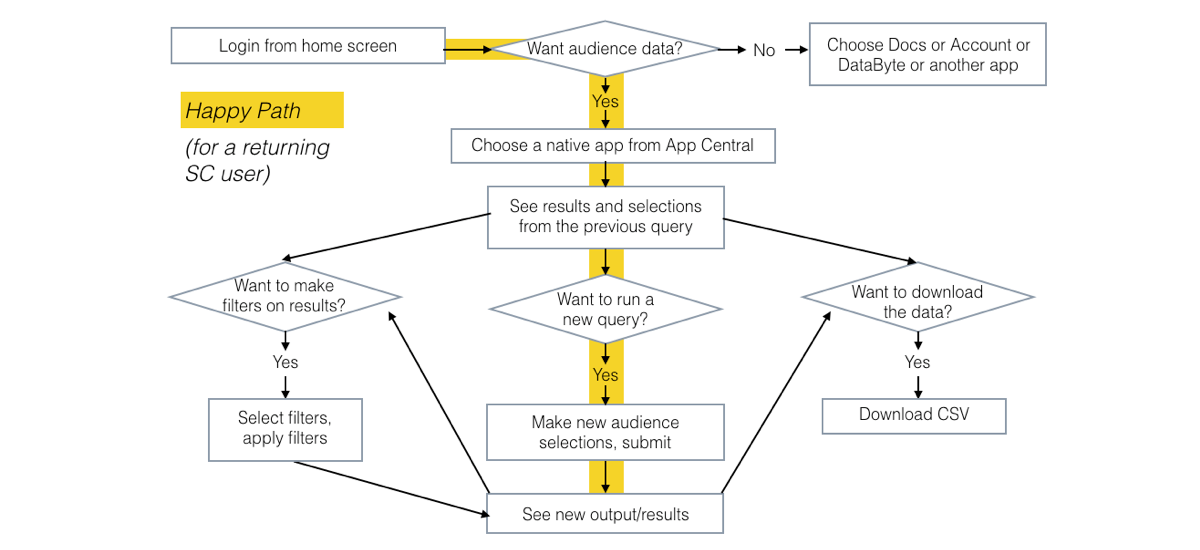 Login from home screen
Want audience data?
No
Choose Docs or Account or
DataByte or another app
Happy Path
(for a returning
SC user)
Yes
Choose a native app from App Central
See results and selections
from the previous query
Want to make
filters on results?
Want to run a
new query?
Want to download
the data?
Yes
Yes
Yes
Select filters,
apply filters
Make new audience
selections, submit
Download CSV
See new output/results